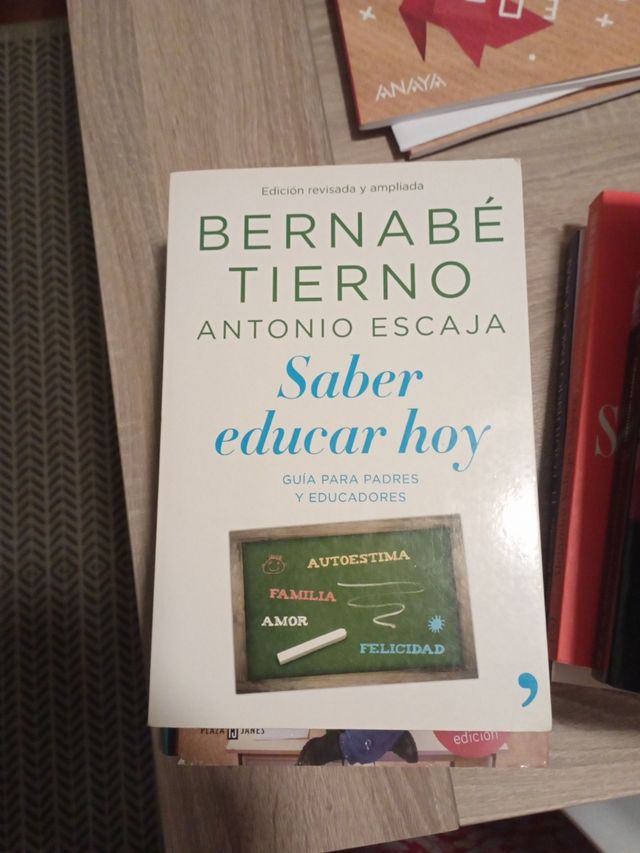 ANAYA
Edición revisada y ampliada
BERNABÉ
TIERNO
ANTONIO ESCAJA
Saber
educar hoy
GUÍA PARA PADRES
Y EDUCADORES
AUTOESTIMA
FAMILIA
AMOR
FELICIDAD
PLAZA JANES
edición